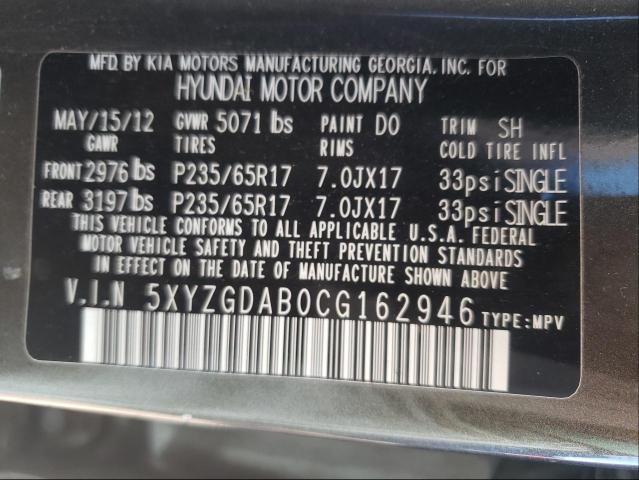 MFD. BY KIA MOTORS MANUFACTURING GEORGIA, INC. FOR
HYUNDAI MOTOR COMPANY
MAY/15/12 GVWR 5071 lbs PAINT DO TRIM SH
GAWR TIRES RIMS COLD TIRE INFL
FRONT 2976 lbs P235/65R17 7.0JX17 33psi SINGLE
REAR 3197 lbs P235/65R17 7.0JX17 33psi SINGLE
THIS VEHICLE CONFORMS TO ALL APPLICABLE U.S.A. FEDERAL
MOTOR VEHICLE SAFETY AND THEFT PREVENTION STANDARDS
IN EFFECT ON THE DATE OF MANUFACTURE SHOWN ABOVE.
V.I.N 5XYZGDAB0CG162946 TYPE:MPV